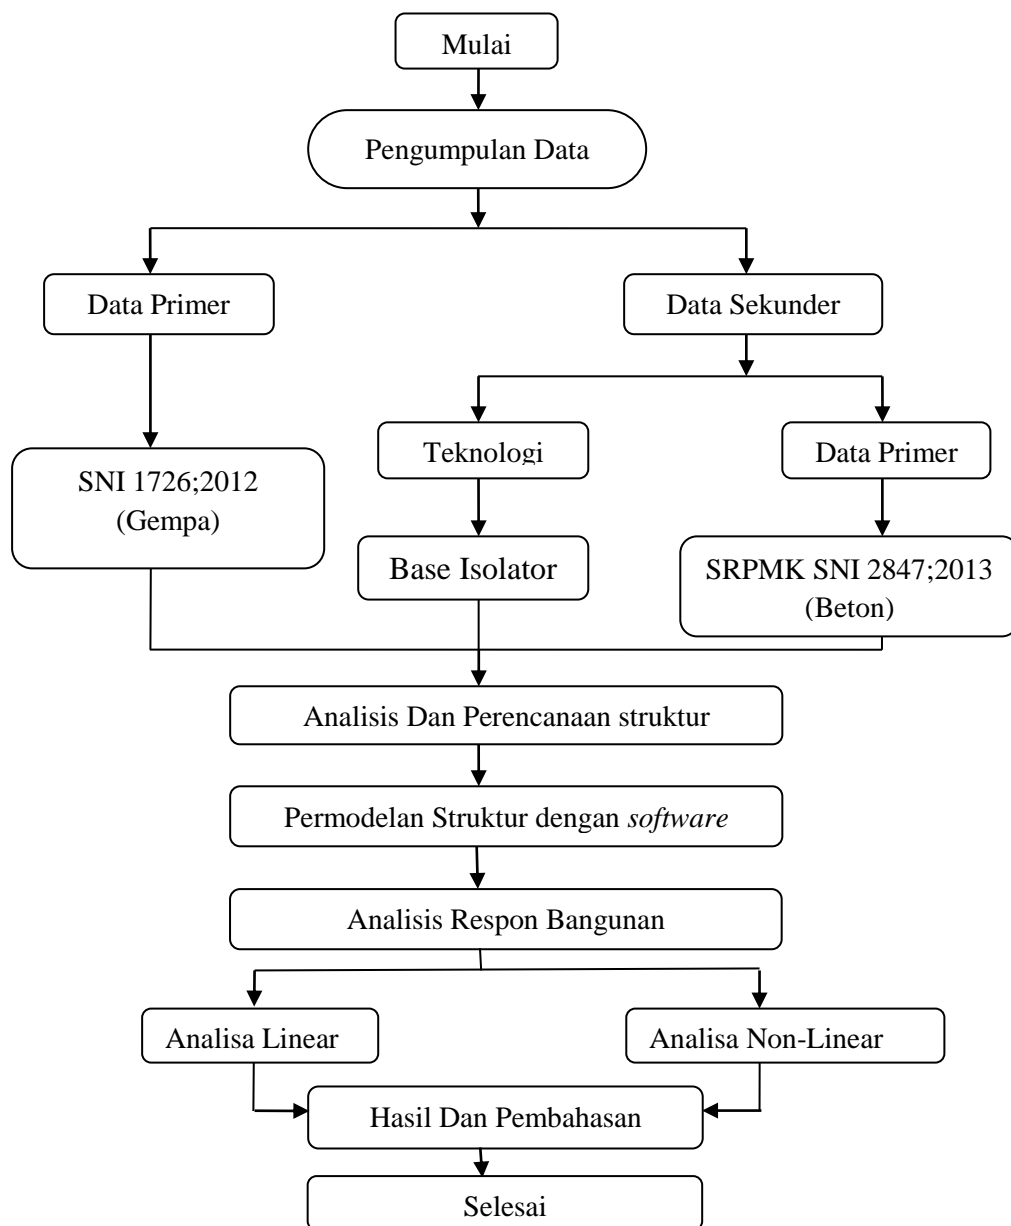 Mulai
Pengumpulan Data
Data Primer
Data Sekunder
Teknologi
Data Primer
SNI 1726;2012
(Gempa)
Base Isolator
SRPMK SNI 2847;2013
(Beton)
Analisis Dan Perencanaan struktur
Permodelan Struktur dengan software
Analisis Respon Bangunan
Analisa Linear
Analisa Non-Linear
Hasil Dan Pembahasan
Selesai